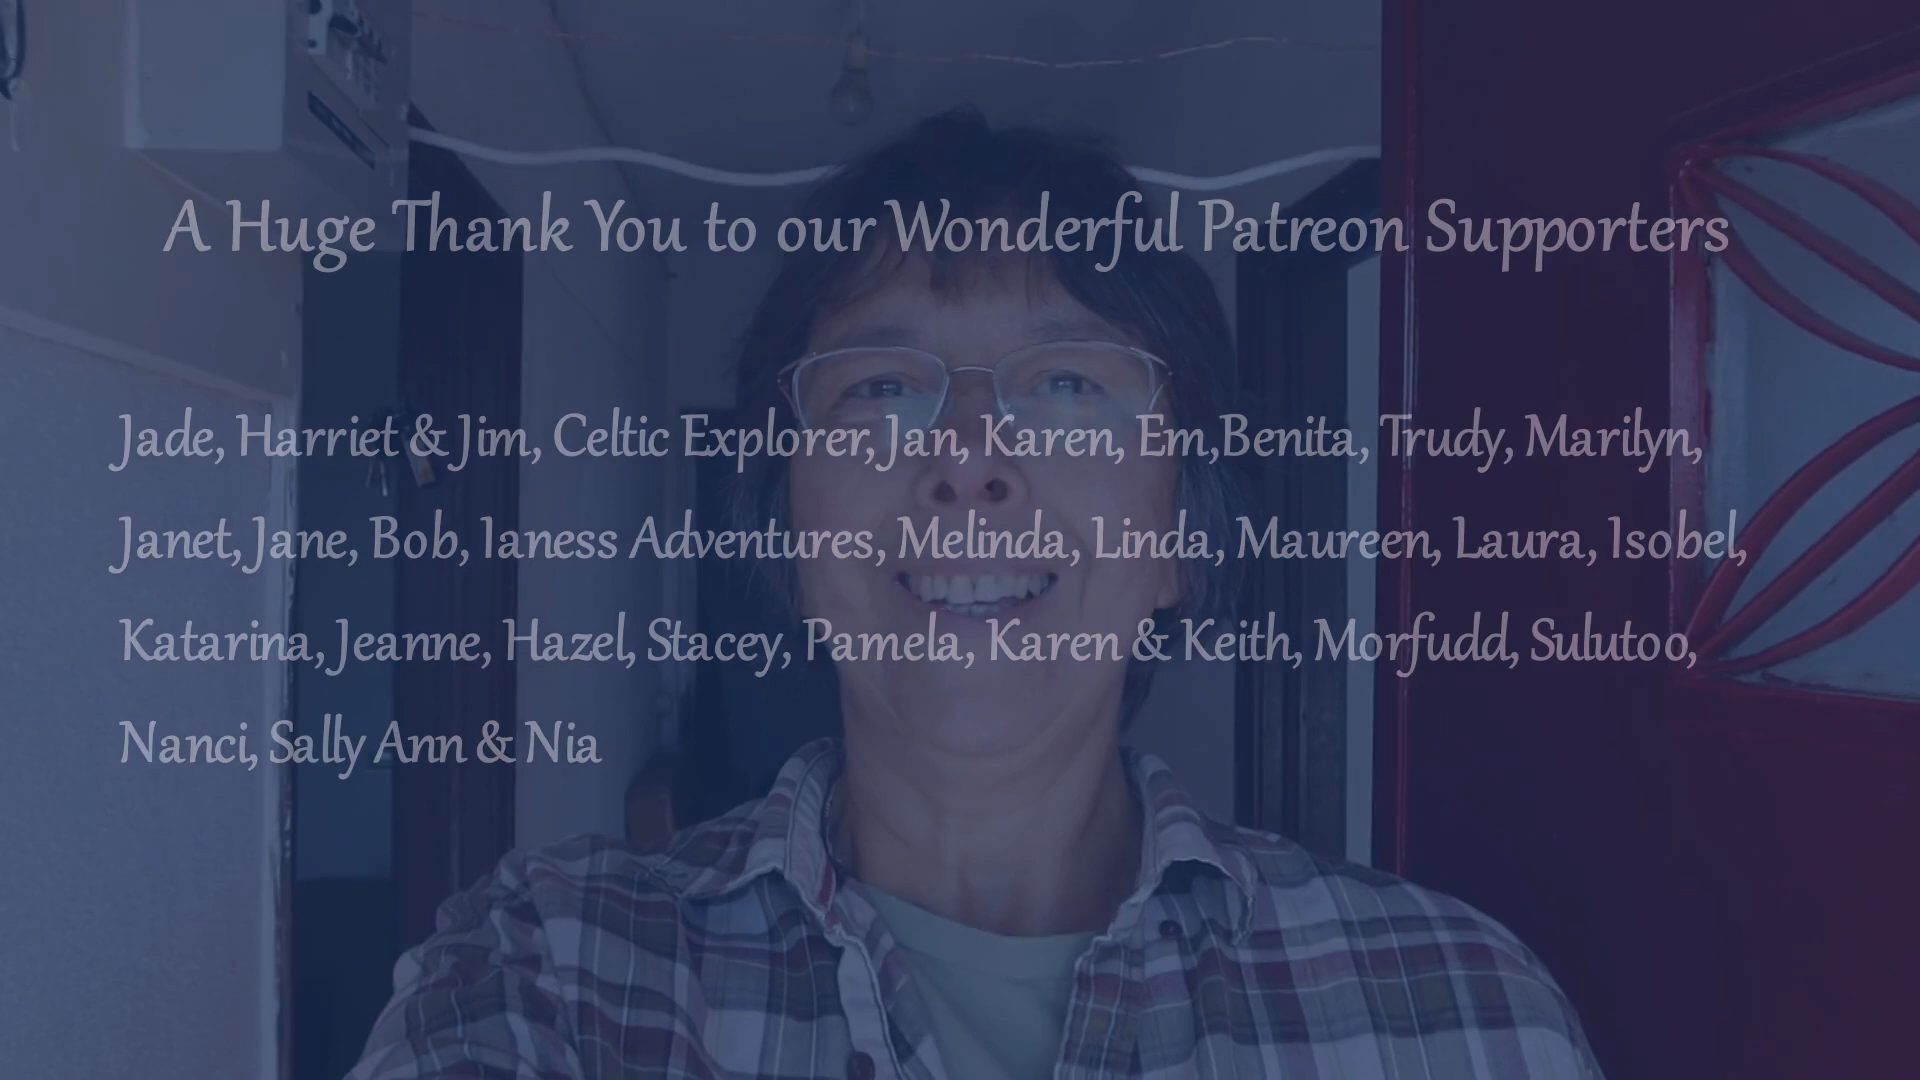 A Huge Thank You to our Wonderful Patreon Supporters
Jade, Harriet & Jim, Celtic Explorer, Jan, Karen, Em,Benita, Trudy, Marilyn,
Janet, Jane, Bob, Ianess Adventures, Melinda, Linda, Maureen, Laura, Isobel,
Katarina, Jeanne, Hazel, Stacey, Pamela, Karen & Keith, Morfudd, Sulutoo,
Nanci, Sally Ann & Nia